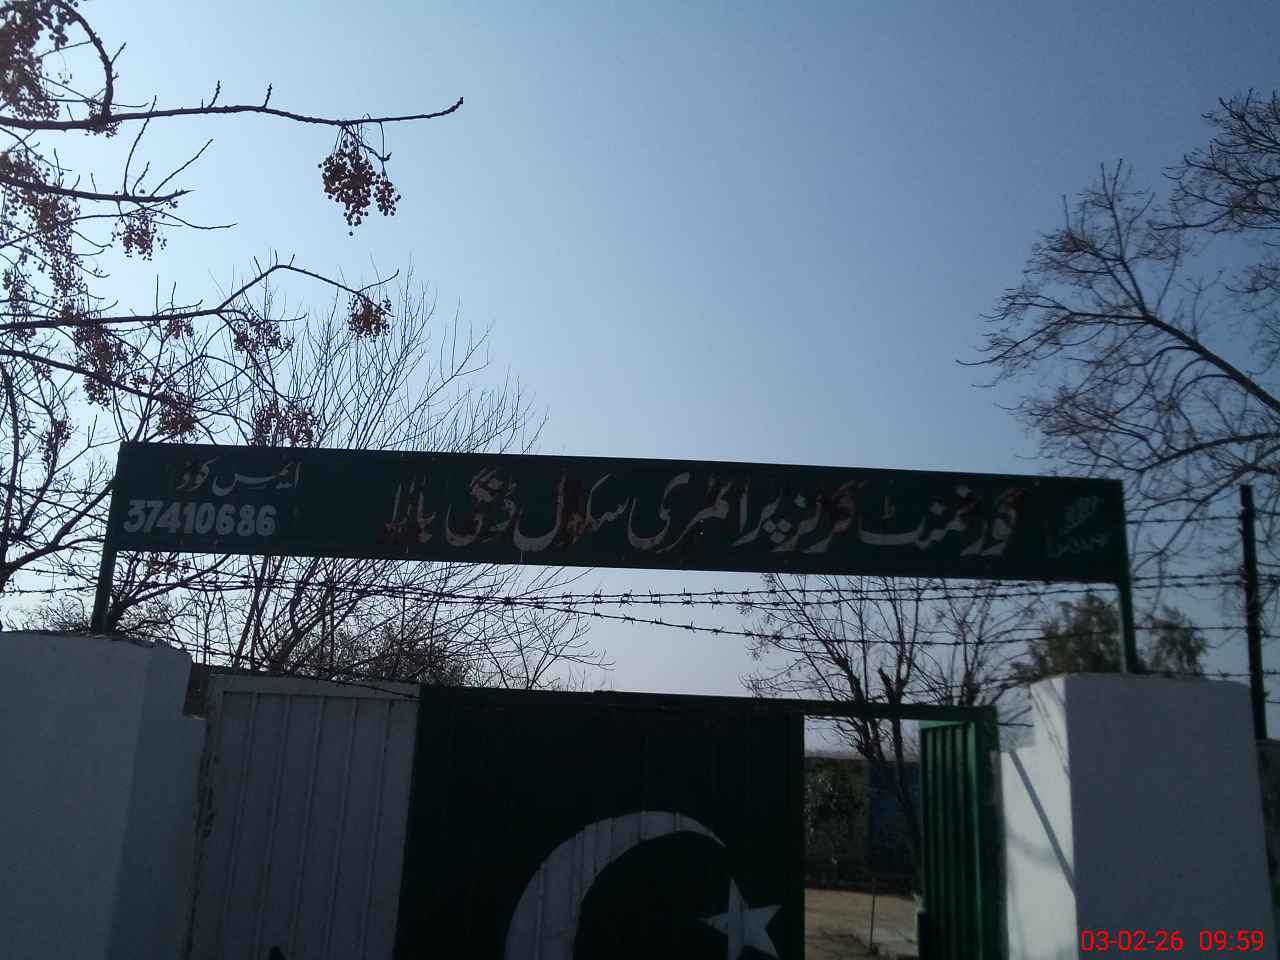 گورنمنٹ گرلز پرائمری سکول ڈنگی بالا
ایمس کوڈ
37410686
03-02-26 09:59